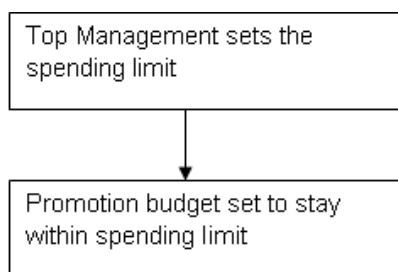 Top Management sets the
spending limit
Promotion budget set to stay
within spending limit